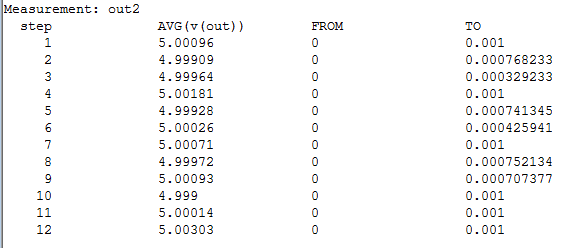 Measurement: out2
step AVG(v(out)) FROM TO
1 5.00096 0 0.001
2 4.99909 0 0.000768233
3 4.99964 0 0.000329233
4 5.00181 0 0.001
5 4.99928 0 0.000741345
6 5.00026 0 0.000425941
7 5.00071 0 0.001
8 4.99972 0 0.000752134
9 5.00093 0 0.000707377
10 4.999 0 0.001
11 5.00014 0 0.001
12 5.00303 0 0.001